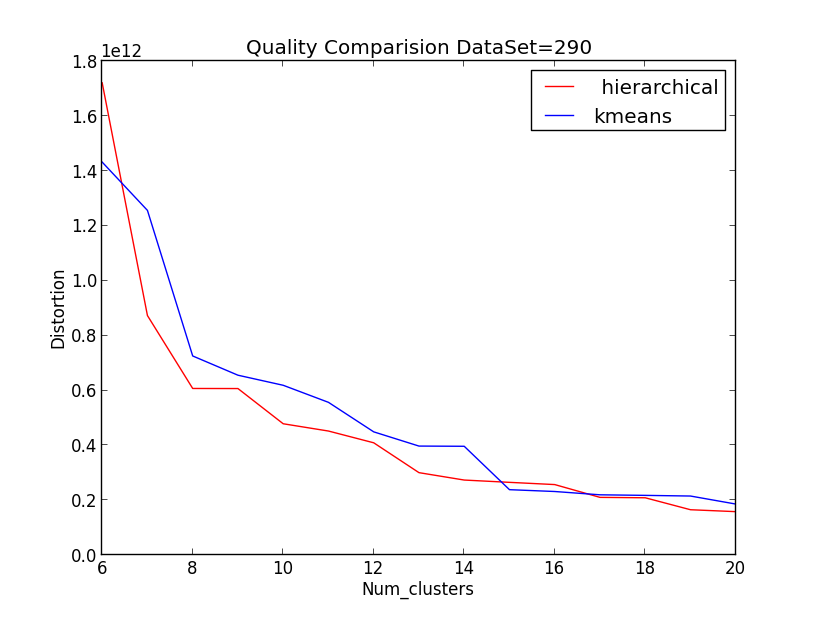 Quality Comparision DataSet=290
1e12
1.8
1.6
1.4
1.2
1.0
0.8
0.6
0.4
0.2
0.0
Distortion
hierarchical
kmeans
6 8 10 12 14 16 18 20
Num_clusters